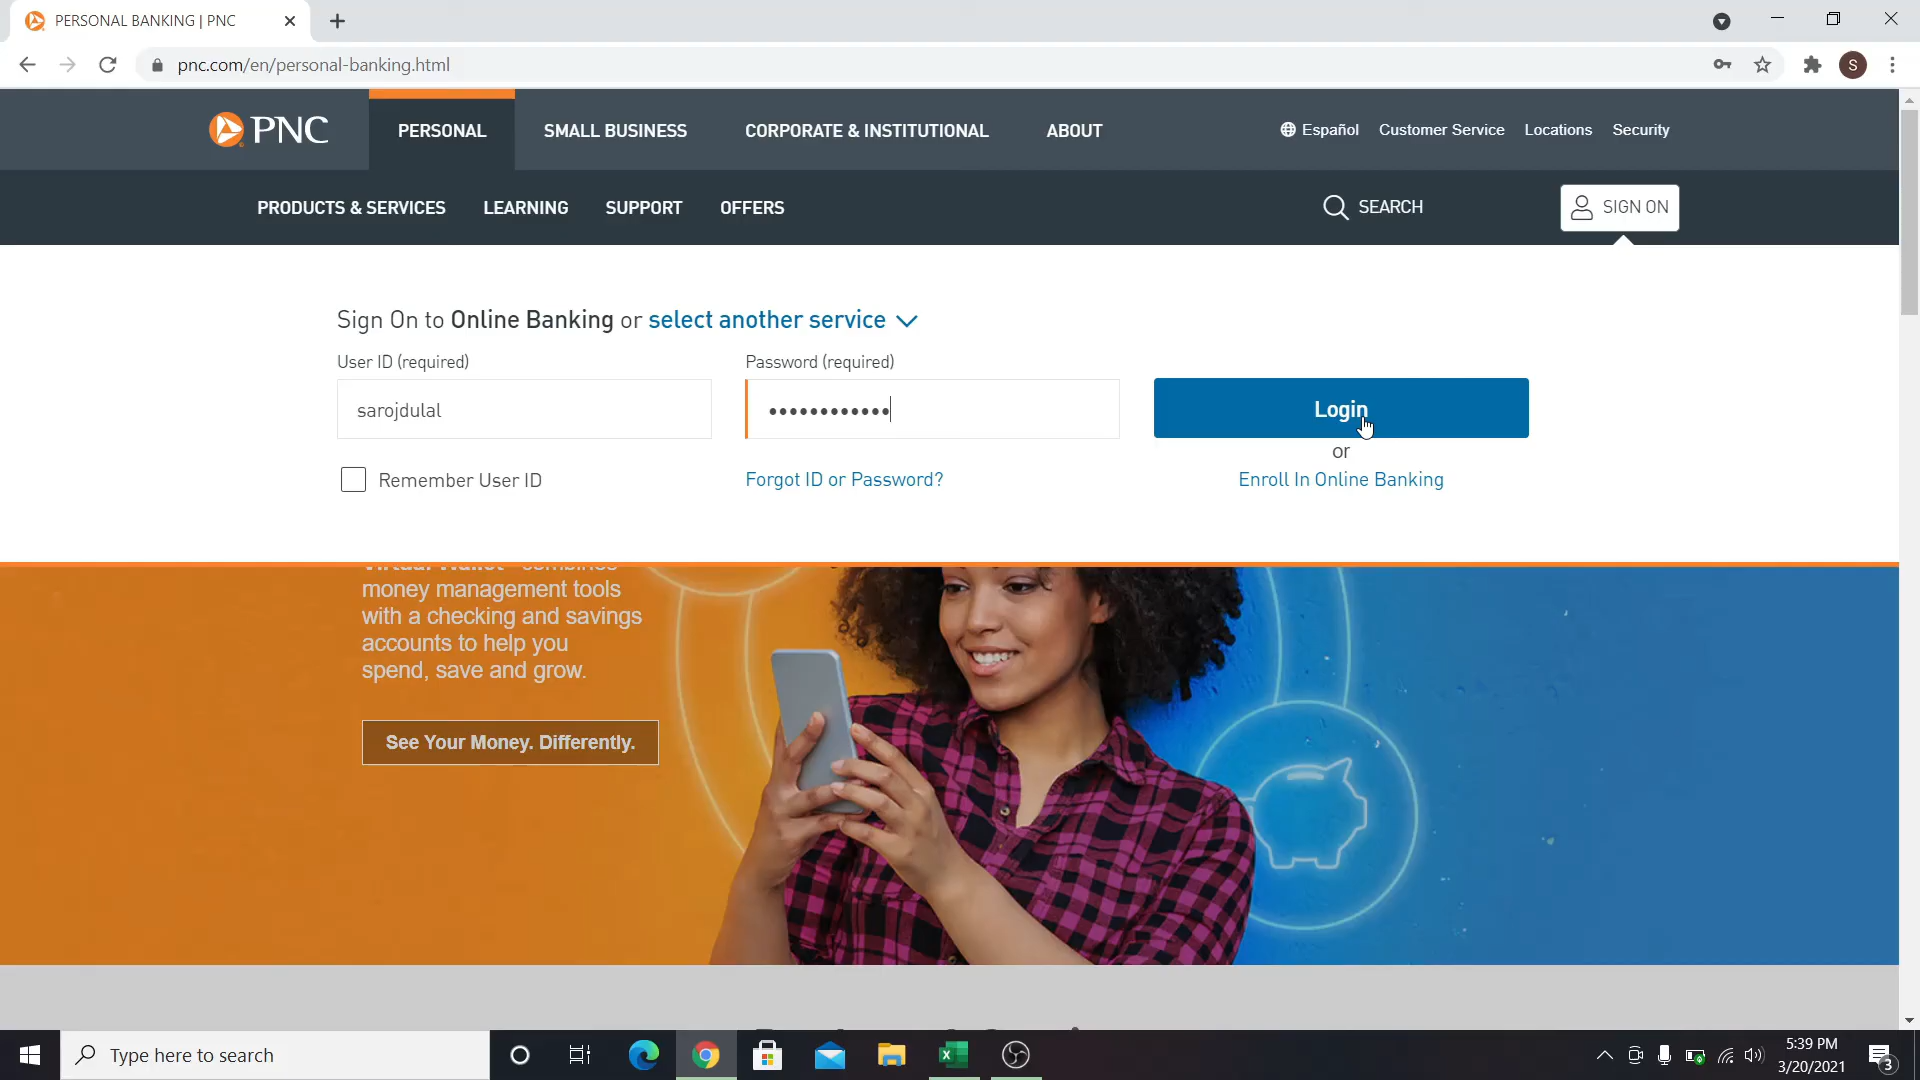 PERSONAL BANKING | PNC
pnc.com/en/personal-banking.html
S
PNC
PERSONAL
SMALL BUSINESS
CORPORATE & INSTITUTIONAL
ABOUT
Español
Customer Service
Locations
Security
PRODUCTS & SERVICES
LEARNING
SUPPORT
OFFERS
SEARCH
SIGN ON
Sign On to Online Banking or select another service
User ID (required)
Password (required)
sarojdulal
••••••••••••
Login
or
Remember User ID
Forgot ID or Password?
Enroll In Online Banking
money management tools
with a checking and savings
accounts to help you
spend, save and grow.
See Your Money. Differently.
Type here to search
5:39 PM
3/20/2021
3